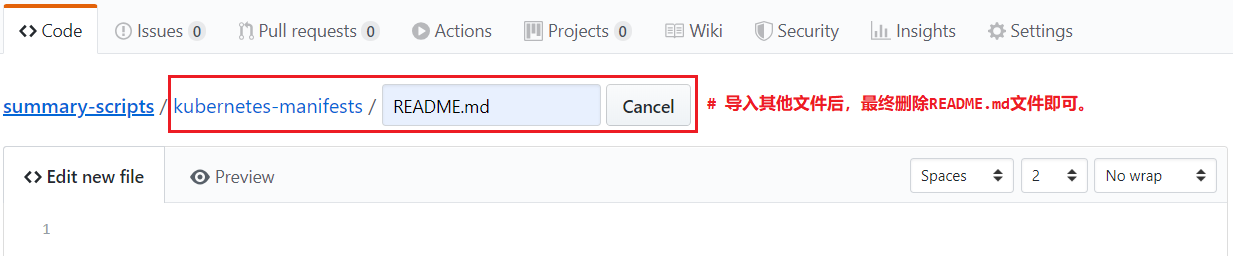 Code Issues 0 Pull requests 0 Actions Projects 0 Wiki Security Insights Settings
summary-scripts / kubernetes-manifests / README.md Cancel # 导入其他文件后，最终删除README.md文件即可。
Edit new file Preview Spaces 2 No wrap
1